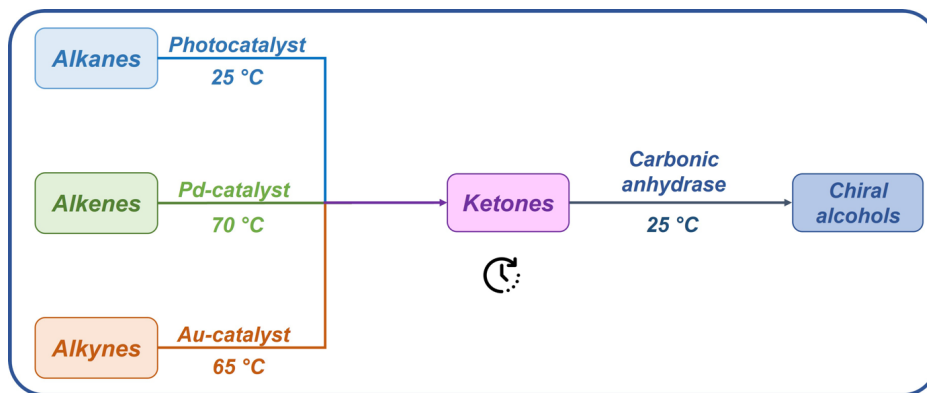 Alkanes
Photocatalyst
25 °C
Alkenes
Pd-catalyst
70 °C
Alkynes
Au-catalyst
65 °C
Ketones
Carbonic
anhydrase
25 °C
Chiral
alcohols